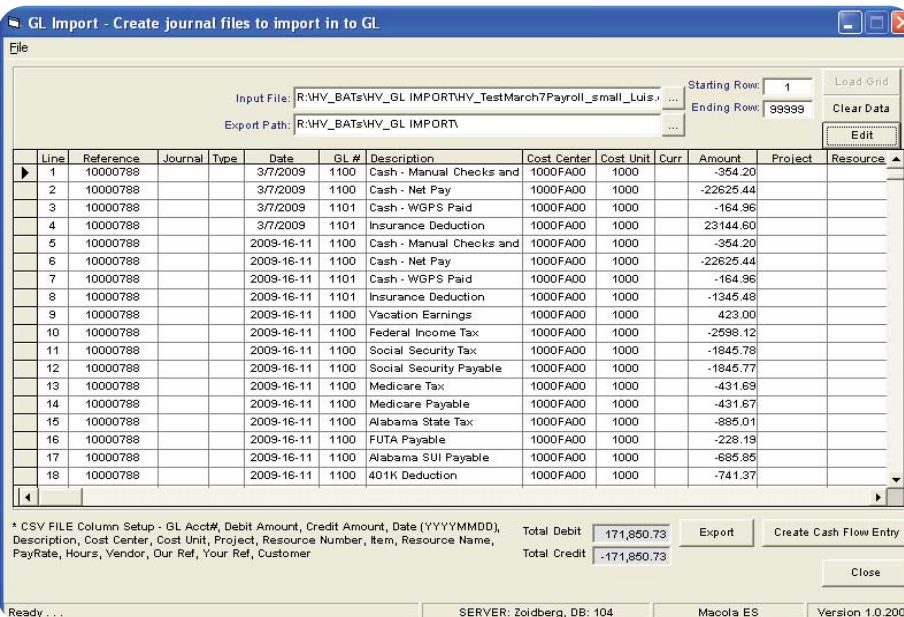 GL Import - Create journal files to import in to GL
File
Input File: R:\HV_BATs\HV_GL IMPORT\HV_TestMarch7Payroll_small_Luis. ... Starting Row: 1 Load Grid
Ending Row: 99999 Clear Data
Export Path: R:\HV_BATs\HV_GL IMPORT\ ... Edit
Line Reference Journal Type Date GL # Description Cost Center Cost Unit Curr Amount Project Resource
1 10000788 3/7/2009 1100 Cash - Manual Checks and 1000FA00 1000 -354.20
2 10000788 3/7/2009 1100 Cash - Net Pay 1000FA00 1000 -22625.44
3 10000788 3/7/2009 1101 Cash - WGPS Paid 1000FA00 1000 -164.96
4 10000788 3/7/2009 1101 Insurance Deduction 1000FA00 1000 23144.60
5 10000788 2009-16-11 1100 Cash - Manual Checks and 1000FA00 1000 -354.20
6 10000788 2009-16-11 1100 Cash - Net Pay 1000FA00 1000 -22625.44
7 10000788 2009-16-11 1101 Cash - WGPS Paid 1000FA00 1000 -164.96
8 10000788 2009-16-11 1101 Insurance Deduction 1000FA00 1000 -1345.48
9 10000788 2009-16-11 1100 Vacation Earnings 1000FA00 1000 423.00
10 10000788 2009-16-11 1100 Federal Income Tax 1000FA00 1000 -2598.12
11 10000788 2009-16-11 1100 Social Security Tax 1000FA00 1000 -1845.78
12 10000788 2009-16-11 1100 Social Security Payable 1000FA00 1000 -1845.77
13 10000788 2009-16-11 1100 Medicare Tax 1000FA00 1000 -431.69
14 10000788 2009-16-11 1100 Medicare Payable 1000FA00 1000 -431.67
15 10000788 2009-16-11 1100 Alabama State Tax 1000FA00 1000 -885.01
16 10000788 2009-16-11 1100 FUTA Payable 1000FA00 1000 -228.19
17 10000788 2009-16-11 1100 Alabama SUI Payable 1000FA00 1000 -685.85
18 10000788 2009-16-11 1100 401K Deduction 1000FA00 1000 -741.37
* CSV FILE Column Setup - GL Acct#, Debit Amount, Credit Amount, Date (YYYYMMDD),
Description, Cost Center, Cost Unit, Project, Resource Number, Item, Resource Name,
PayRate, Hours, Vendor, Our Ref, Your Ref, Customer
Total Debit 171,850.73 Export Create Cash Flow Entry
Total Credit -171,850.73
Close
Ready . . . SERVER: Zoidberg, DB: 104 Macola ES Version 1.0.200